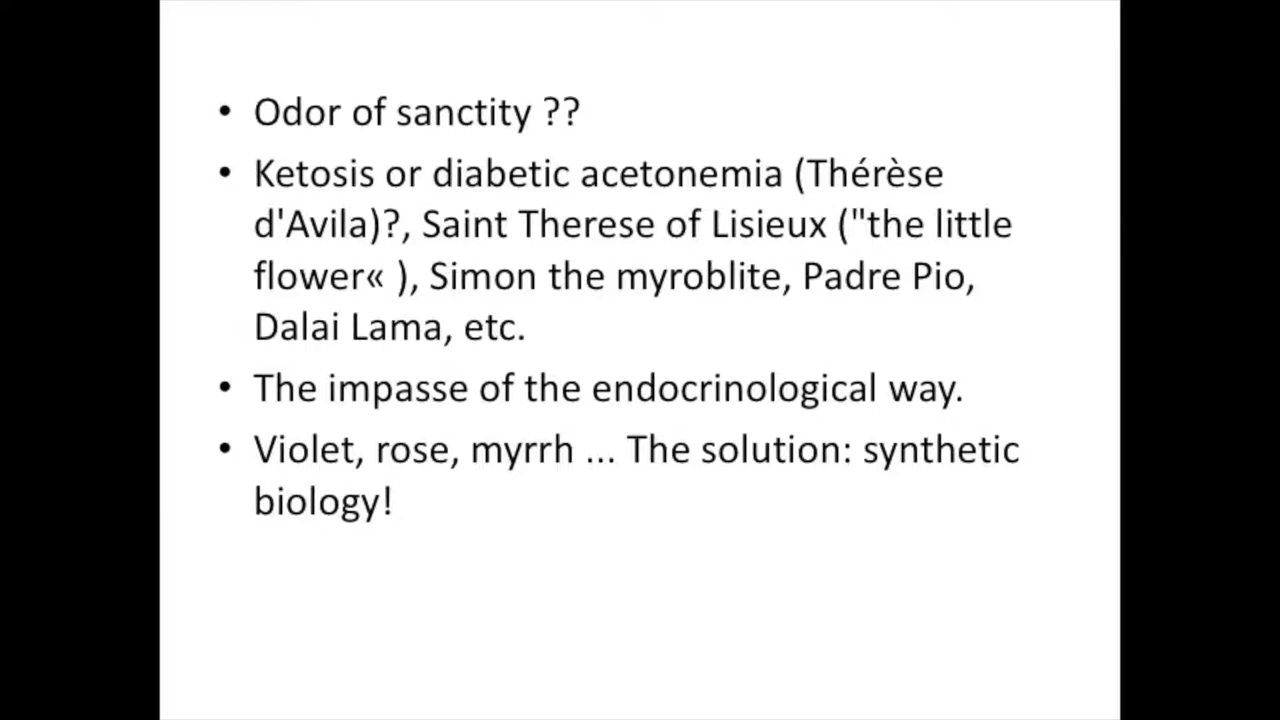 • Odor of sanctity ??
• Ketosis or diabetic acetonemia (Thérèse
d'Avila)?, Saint Therese of Lisieux ("the little
flower« ), Simon the myroblite, Padre Pio,
Dalai Lama, etc.
• The impasse of the endocrinological way.
• Violet, rose, myrrh ... The solution: synthetic
biology!